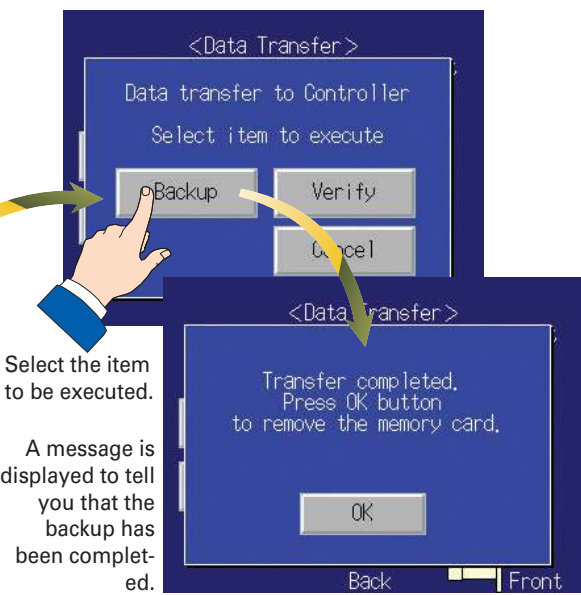 <Data Transfer>
Data transfer to Controller
Select item to execute
Backup Verify
Cancel
Select the item
to be executed.
A message is
displayed to tell
you that the
backup has
been complet-
ed.
<Data Transfer>
Transfer completed.
Press OK button
to remove the memory card.
OK
Back Front